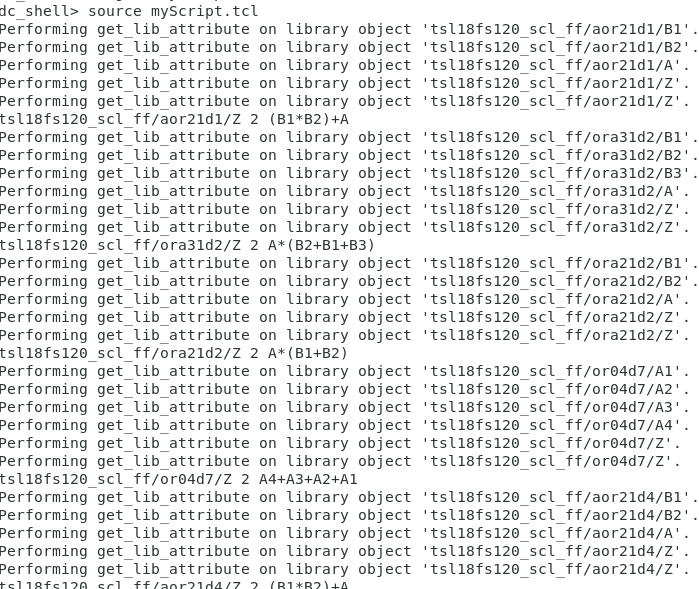 dc_shell> source myScript.tcl
Performing get_lib_attribute on library object 'tsl18fs120_scl_ff/aor21d1/B1'.
Performing get_lib_attribute on library object 'tsl18fs120_scl_ff/aor21d1/B2'.
Performing get_lib_attribute on library object 'tsl18fs120_scl_ff/aor21d1/A'.
Performing get_lib_attribute on library object 'tsl18fs120_scl_ff/aor21d1/Z'.
Performing get_lib_attribute on library object 'tsl18fs120_scl_ff/aor21d1/Z'.
tsl18fs120_scl_ff/aor21d1/Z 2 (B1*B2)+A
Performing get_lib_attribute on library object 'tsl18fs120_scl_ff/ora31d2/B1'.
Performing get_lib_attribute on library object 'tsl18fs120_scl_ff/ora31d2/B2'.
Performing get_lib_attribute on library object 'tsl18fs120_scl_ff/ora31d2/B3'.
Performing get_lib_attribute on library object 'tsl18fs120_scl_ff/ora31d2/A'.
Performing get_lib_attribute on library object 'tsl18fs120_scl_ff/ora31d2/Z'.
Performing get_lib_attribute on library object 'tsl18fs120_scl_ff/ora31d2/Z'.
tsl18fs120_scl_ff/ora31d2/Z 2 A*(B2+B1+B3)
Performing get_lib_attribute on library object 'tsl18fs120_scl_ff/ora21d2/B1'.
Performing get_lib_attribute on library object 'tsl18fs120_scl_ff/ora21d2/B2'.
Performing get_lib_attribute on library object 'tsl18fs120_scl_ff/ora21d2/A'.
Performing get_lib_attribute on library object 'tsl18fs120_scl_ff/ora21d2/Z'.
Performing get_lib_attribute on library object 'tsl18fs120_scl_ff/ora21d2/Z'.
tsl18fs120_scl_ff/ora21d2/Z 2 A*(B1+B2)
Performing get_lib_attribute on library object 'tsl18fs120_scl_ff/or04d7/A1'.
Performing get_lib_attribute on library object 'tsl18fs120_scl_ff/or04d7/A2'.
Performing get_lib_attribute on library object 'tsl18fs120_scl_ff/or04d7/A3'.
Performing get_lib_attribute on library object 'tsl18fs120_scl_ff/or04d7/A4'.
Performing get_lib_attribute on library object 'tsl18fs120_scl_ff/or04d7/Z'.
Performing get_lib_attribute on library object 'tsl18fs120_scl_ff/or04d7/Z'.
tsl18fs120_scl_ff/or04d7/Z 2 A4+A3+A2+A1
Performing get_lib_attribute on library object 'tsl18fs120_scl_ff/aor21d4/B1'.
Performing get_lib_attribute on library object 'tsl18fs120_scl_ff/aor21d4/B2'.
Performing get_lib_attribute on library object 'tsl18fs120_scl_ff/aor21d4/A'.
Performing get_lib_attribute on library object 'tsl18fs120_scl_ff/aor21d4/Z'.
Performing get_lib_attribute on library object 'tsl18fs120_scl_ff/aor21d4/Z'.
tsl18fs120_scl_ff/aor21d4/Z 2 (B1*B2)+A